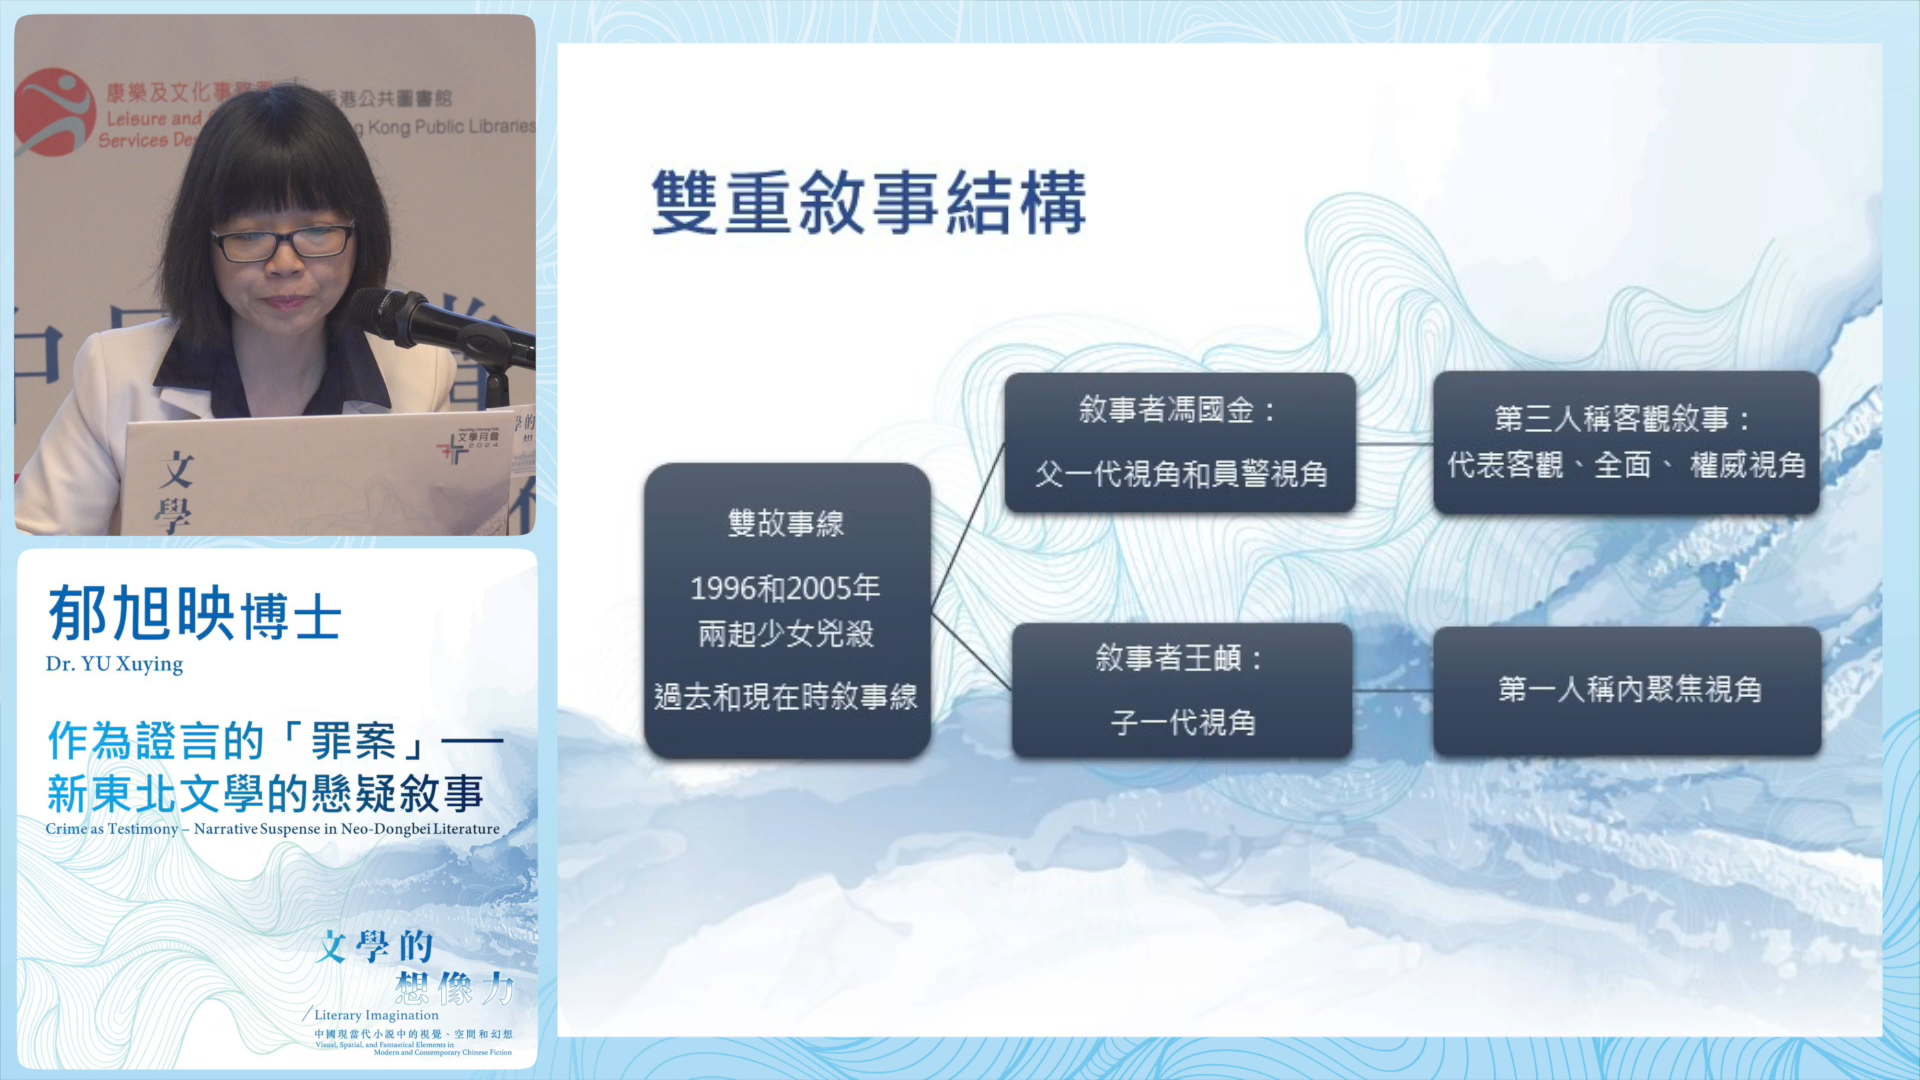 康樂及文化事務
Leisure and
Services De
香港公共圖書館
g Kong Public Libraries
文學月會
2024
文
學
郁旭映博士
Dr. YU Xuying
作為證言的「罪案」——
新東北文學的懸疑敘事
Crime as Testimony – Narrative Suspense in Neo-Dongbei Literature
文學的
想像力
/Literary Imagination
中國現當代小說中的視覺、空間和幻想
Visual, Spatial, and Fantastical Elements in
Modern and Contemporary Chinese Fiction
雙重敘事結構
雙故事線
1996和2005年
兩起少女兇殺
過去和現在時敘事線
敘事者馮國金：
父一代視角和員警視角
第三人稱客觀敘事：
代表客觀、全面、 權威視角
敘事者王頔：
子一代視角
第一人稱內聚焦視角